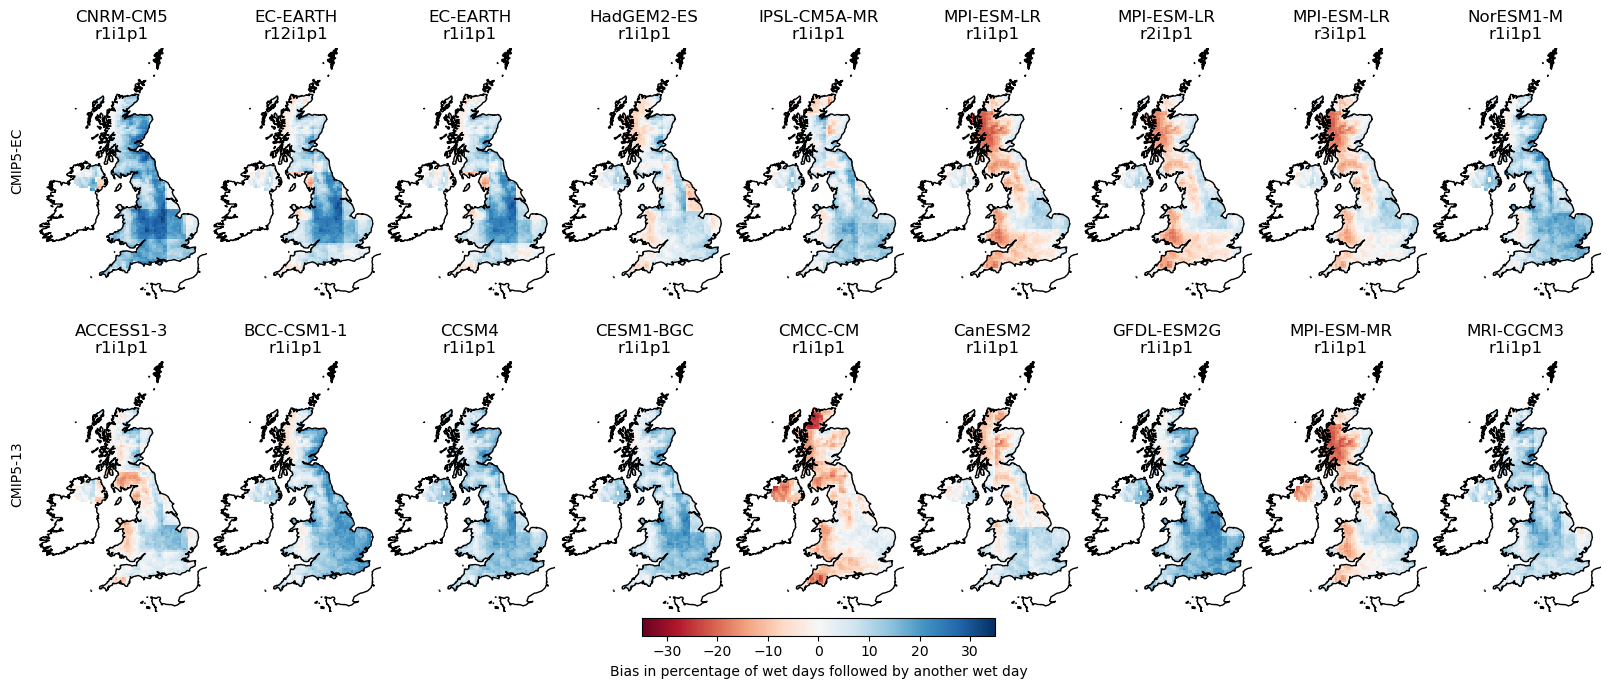 CNRM-CM5
r1i1p1
EC-EARTH
r12i1p1
EC-EARTH
r1i1p1
HadGEM2-ES
r1i1p1
IPSL-CM5A-MR
r1i1p1
MPI-ESM-LR
r1i1p1
MPI-ESM-LR
r2i1p1
MPI-ESM-LR
r3i1p1
NorESM1-M
r1i1p1
CMIP5-EC
ACCESS1-3
r1i1p1
BCC-CSM1-1
r1i1p1
CCSM4
r1i1p1
CESM1-BGC
r1i1p1
CMCC-CM
r1i1p1
CanESM2
r1i1p1
GFDL-ESM2G
r1i1p1
MPI-ESM-MR
r1i1p1
MRI-CGCM3
r1i1p1
CMIP5-13
−30 −20 −10 0 10 20 30
Bias in percentage of wet days followed by another wet day